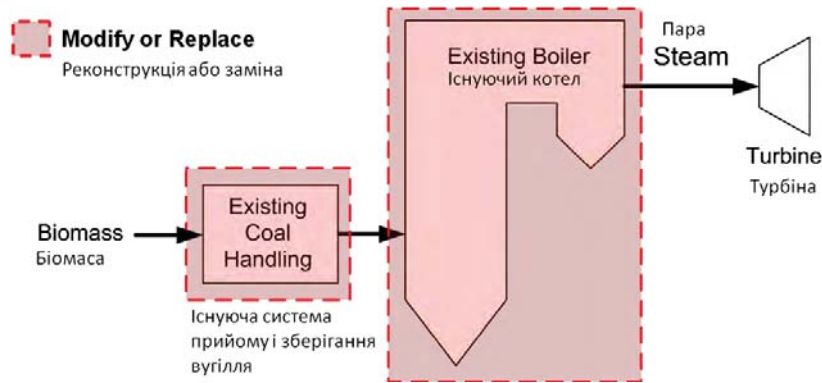 Modify or Replace
Реконструкція або заміна
Existing Boiler
Існуючий котел
Пара
Steam
Turbine
Турбіна
Existing
Coal
Handling
Biomass
Біомаса
Існуюча система
прийому і зберігання
вугілля